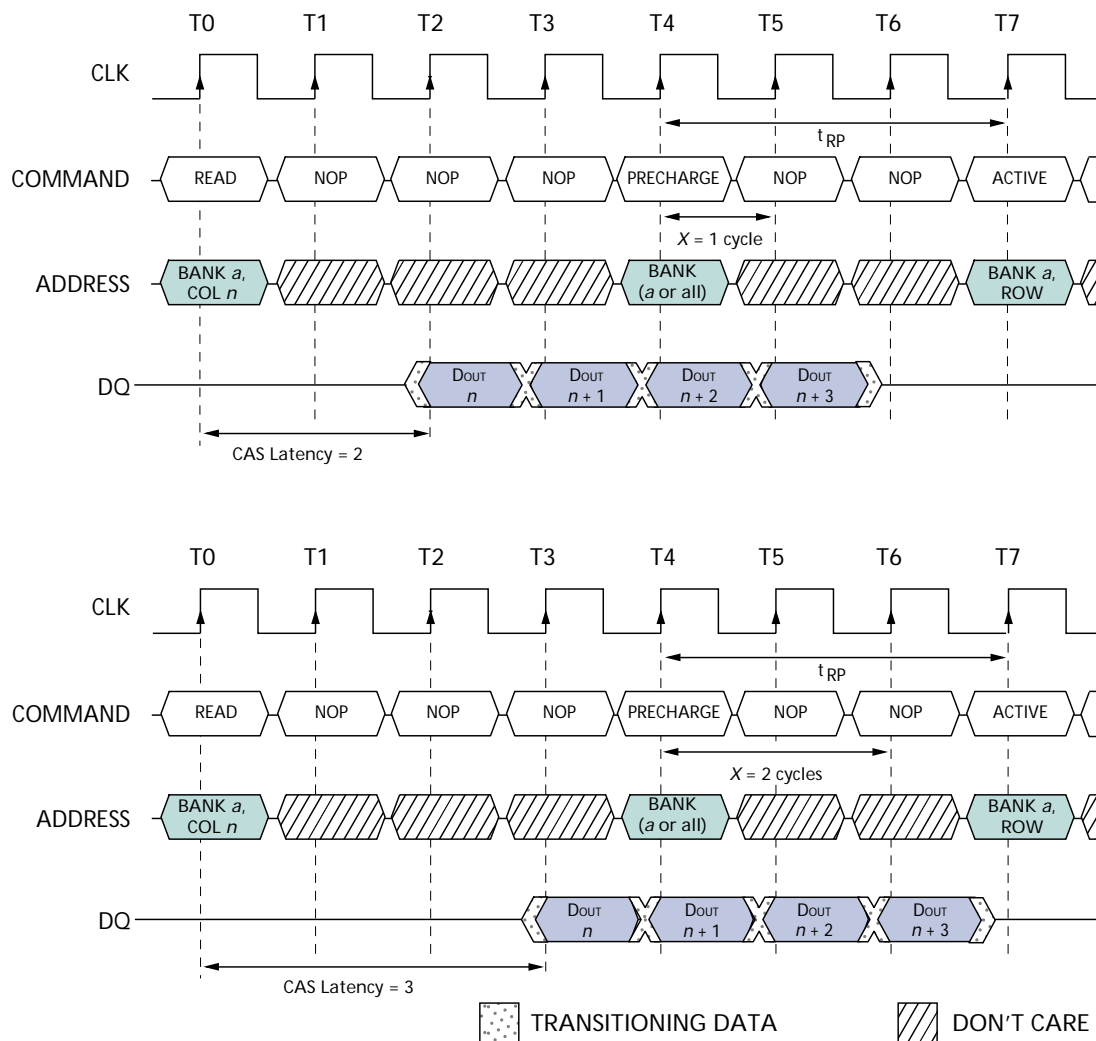 T0 T1 T2 T3 T4 T5 T6 T7
CLK
t RP
COMMAND READ NOP NOP NOP PRECHARGE NOP NOP ACTIVE
X = 1 cycle
ADDRESS BANK a, COL n BANK (a or all) BANK a, ROW
DQ DOUT n DOUT n + 1 DOUT n + 2 DOUT n + 3
CAS Latency = 2
T0 T1 T2 T3 T4 T5 T6 T7
CLK
t RP
COMMAND READ NOP NOP NOP PRECHARGE NOP NOP ACTIVE
X = 2 cycles
ADDRESS BANK a, COL n BANK (a or all) BANK a, ROW
DQ DOUT n DOUT n + 1 DOUT n + 2 DOUT n + 3
CAS Latency = 3
TRANSITIONING DATA DON'T CARE